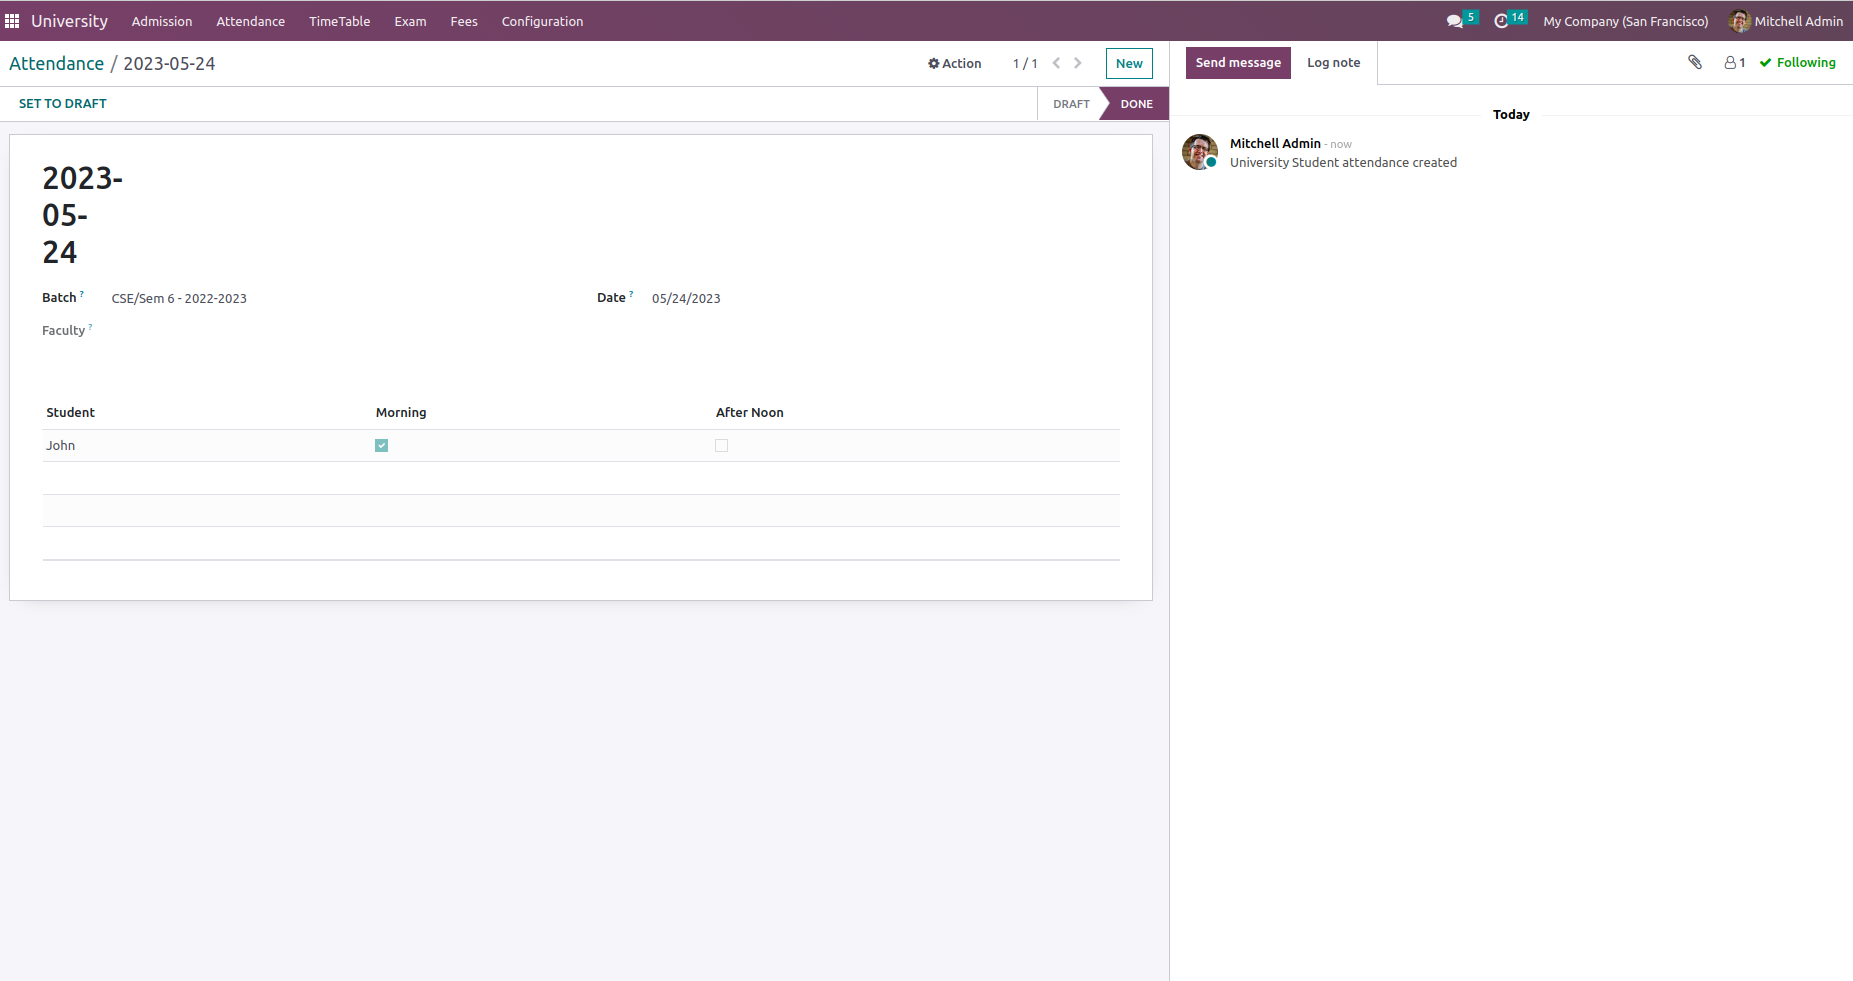 University Admission Attendance TimeTable Exam Fees Configuration 5 14 My Company (San Francisco) Mitchell Admin
Attendance / 2023-05-24 Action 1 / 1 New Send message Log note 1 Following
SET TO DRAFT DRAFT DONE
Today
Mitchell Admin - now
University Student attendance created
2023-
05-
24
Batch ? CSE/Sem 6 - 2022-2023 Date ? 05/24/2023
Faculty ?
Student Morning After Noon
John